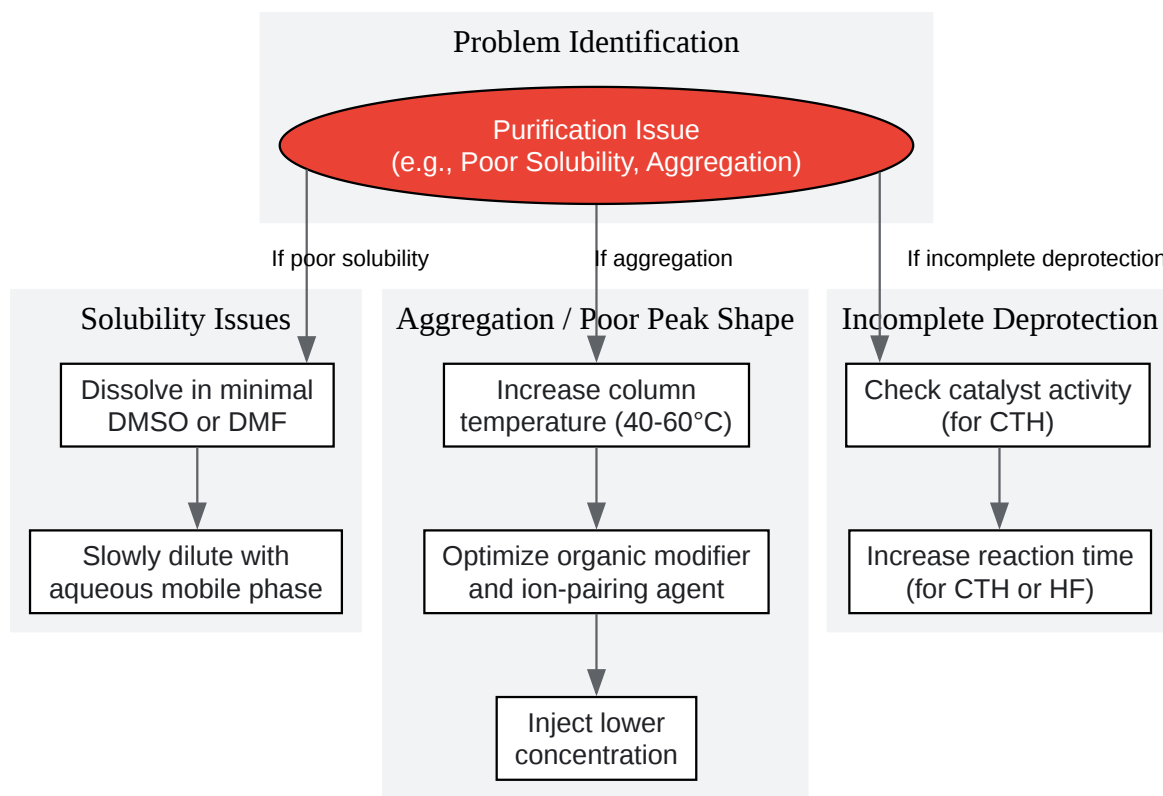 Problem Identification
Purification Issue
(e.g., Poor Solubility, Aggregation)
If poor solubility
If aggregation
If incomplete deprotection
Solubility Issues
Dissolve in minimal
DMSO or DMF
Slowly dilute with
aqueous mobile phase
Aggregation / Poor Peak Shape
Increase column
temperature (40-60°C)
Optimize organic modifier
and ion-pairing agent
Inject lower
concentration
Incomplete Deprotection
Check catalyst activity
(for CTH)
Increase reaction time
(for CTH or HF)